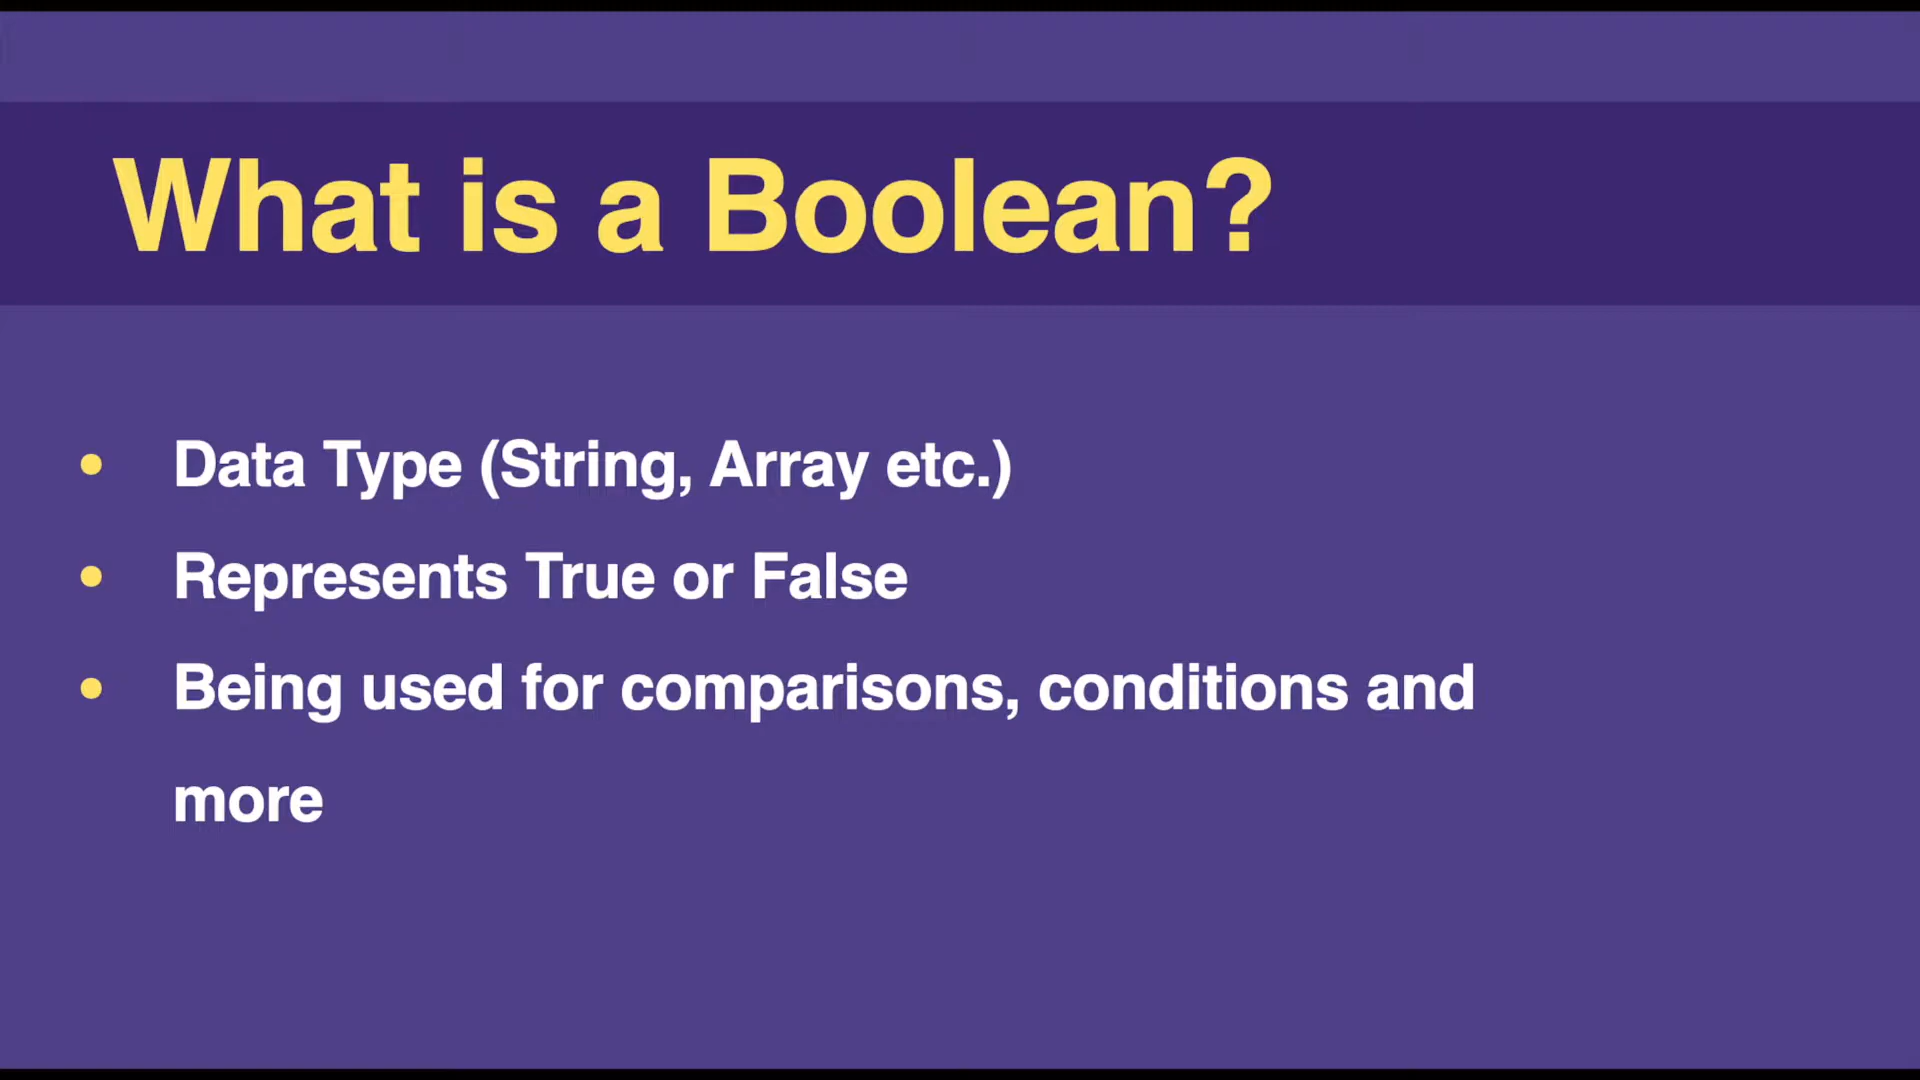 What is a Boolean?
• Data Type (String, Array etc.)
• Represents True or False
• Being used for comparisons, conditions and
more